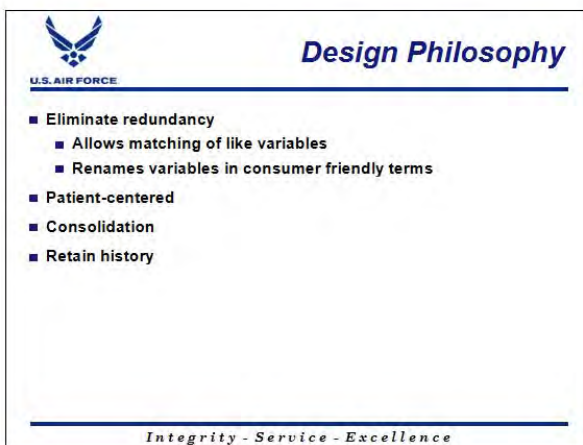 U.S. AIR FORCE
Design Philosophy
Eliminate redundancy
Allows matching of like variables
Renames variables in consumer friendly terms
Patient-centered
Consolidation
Retain history
Integrity - Service - Excellence